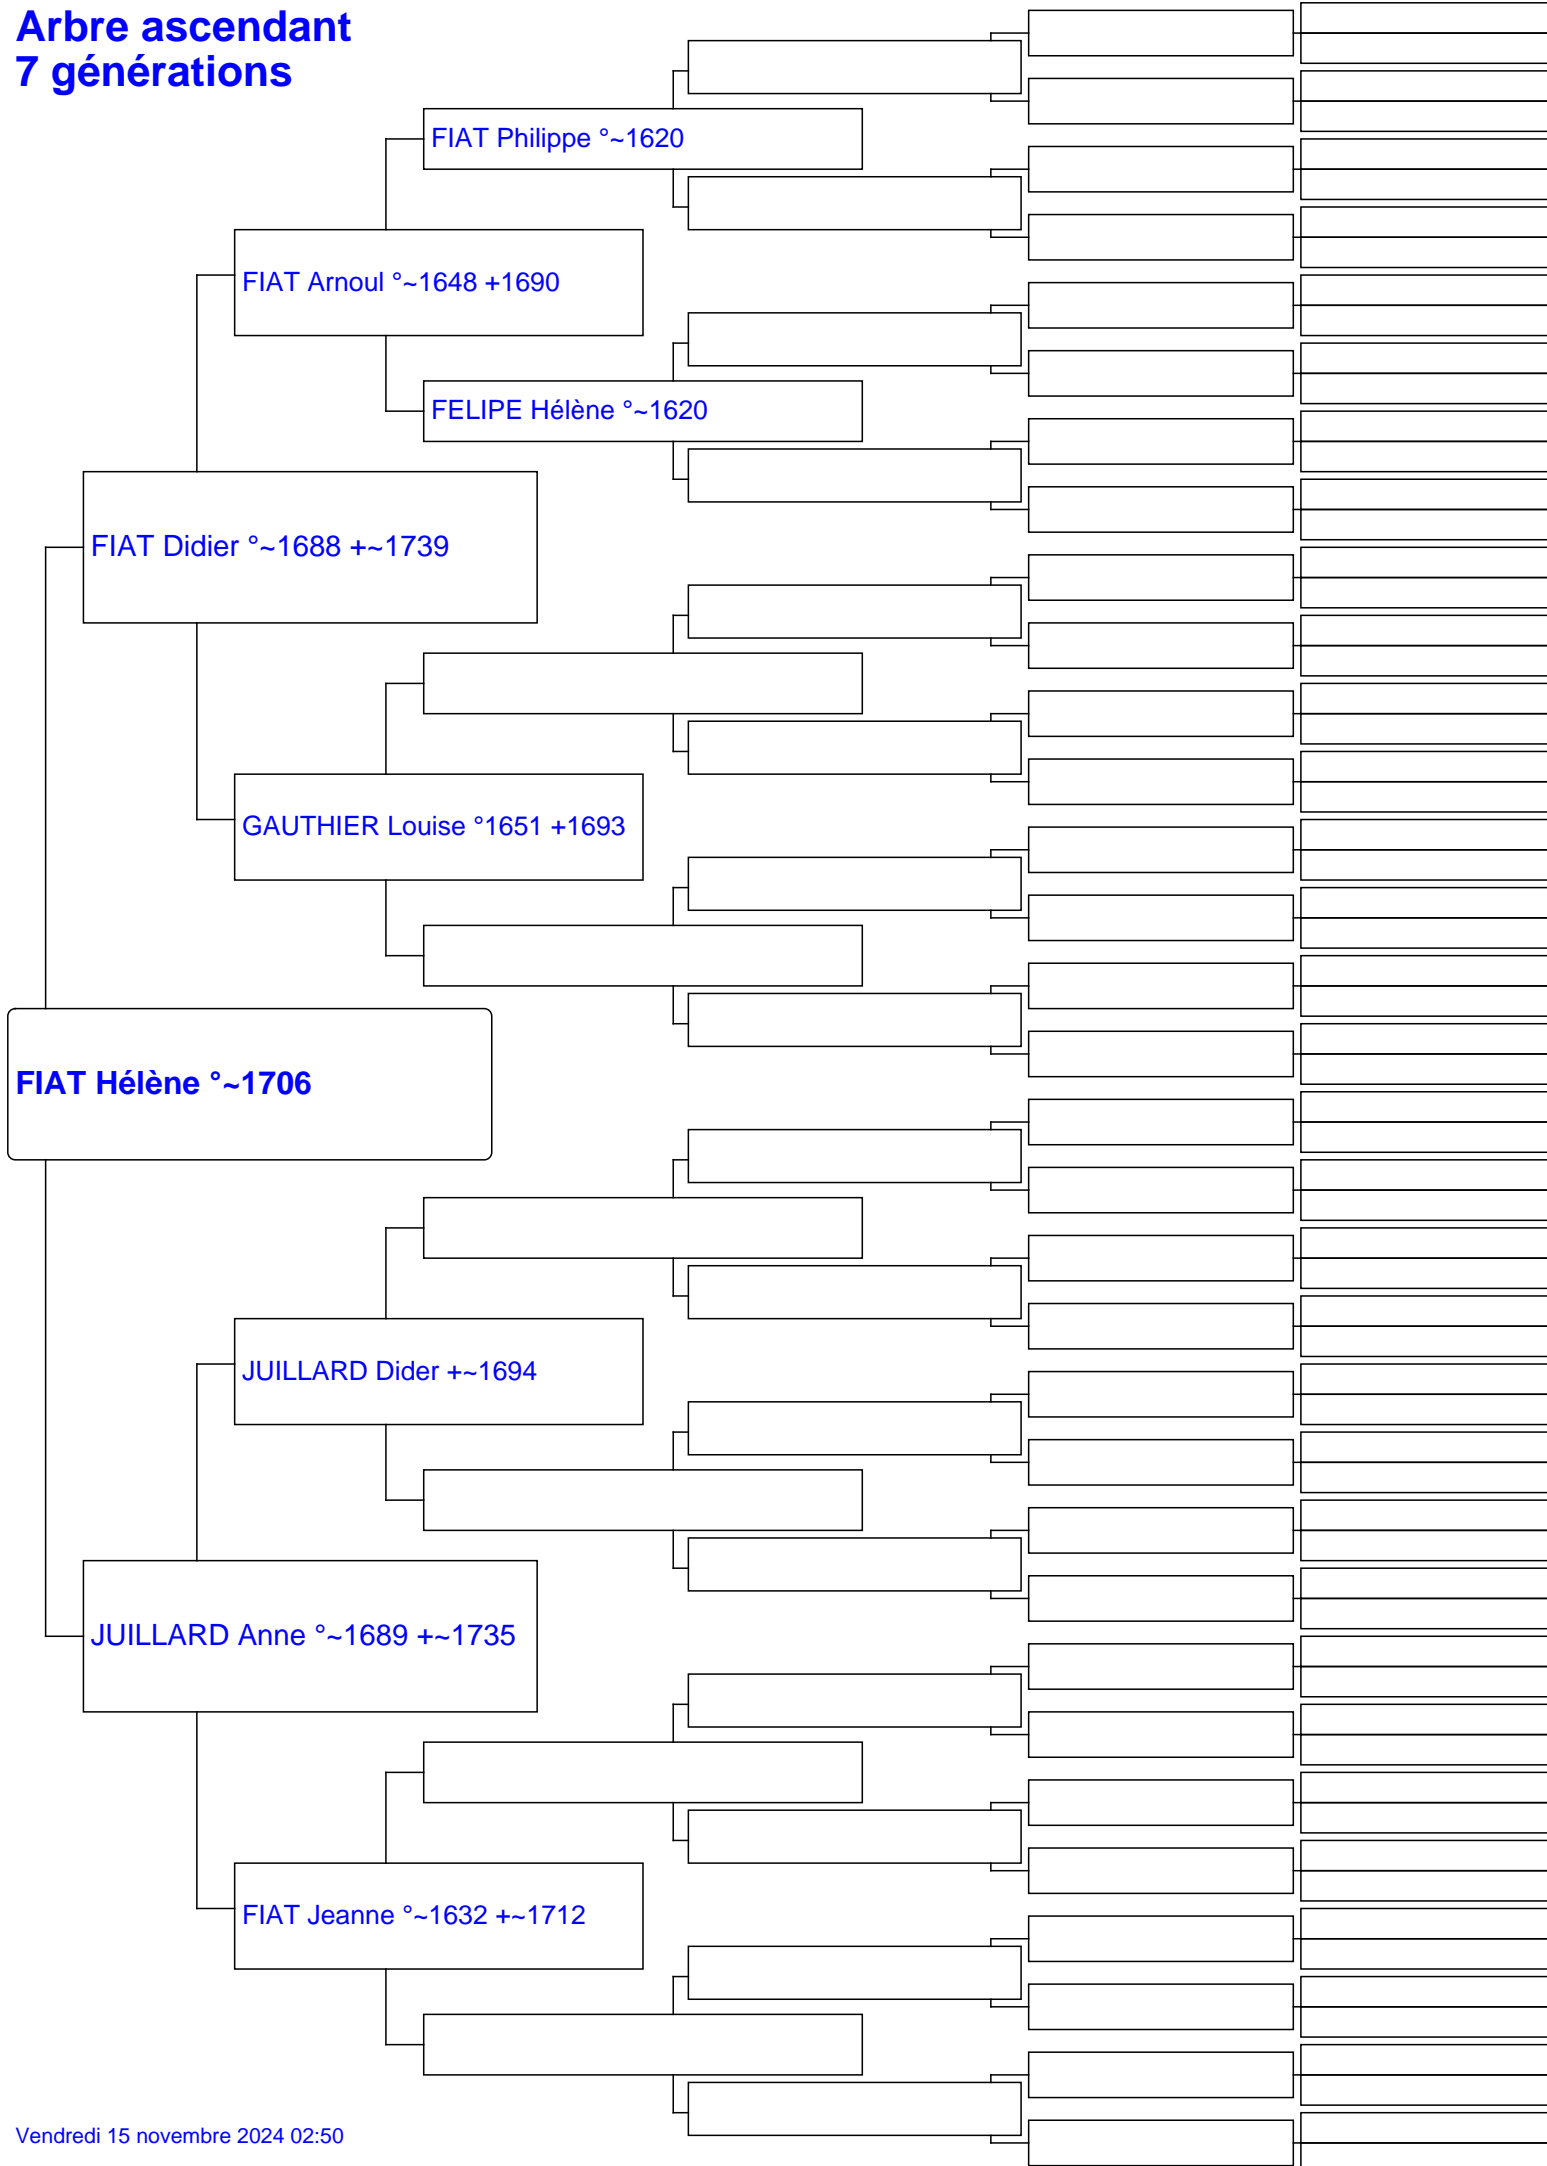 Arbre ascendant
7 générations
FIAT Philippe °~1620
FIAT Arnoul °~1648 +1690
FELIPE Hélène °~1620
FIAT Didier °~1688 +~1739
GAUTHIER Louise °1651 +1693
FIAT Hélène °~1706
JUILLARD Dider +~1694
JUILLARD Anne °~1689 +~1735
FIAT Jeanne °~1632 +~1712
Vendredi 15 novembre 2024 02:50